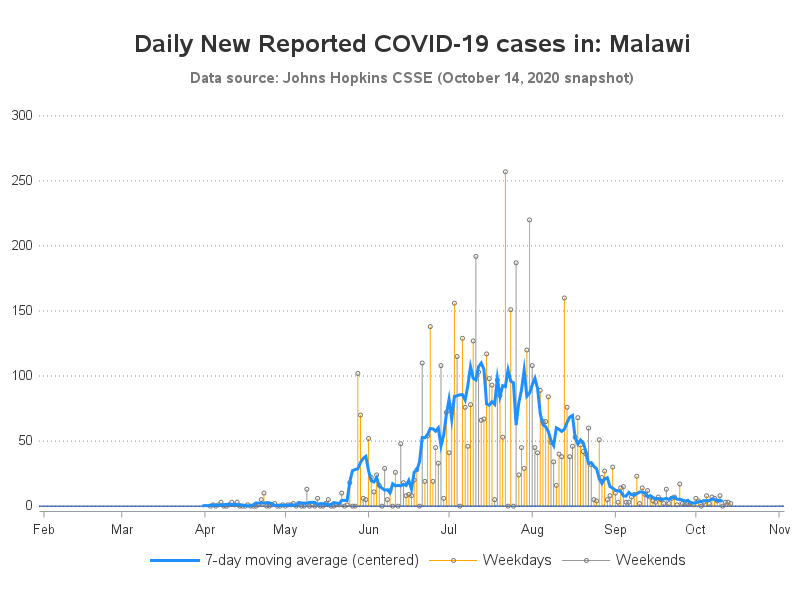 Daily New Reported COVID-19 cases in: Malawi
Data source: Johns Hopkins CSSE (October 14, 2020 snapshot)
300
250
200
150
100
50
0
Feb Mar Apr May Jun Jul Aug Sep Oct Nov
7-day moving average (centered) Weekdays Weekends